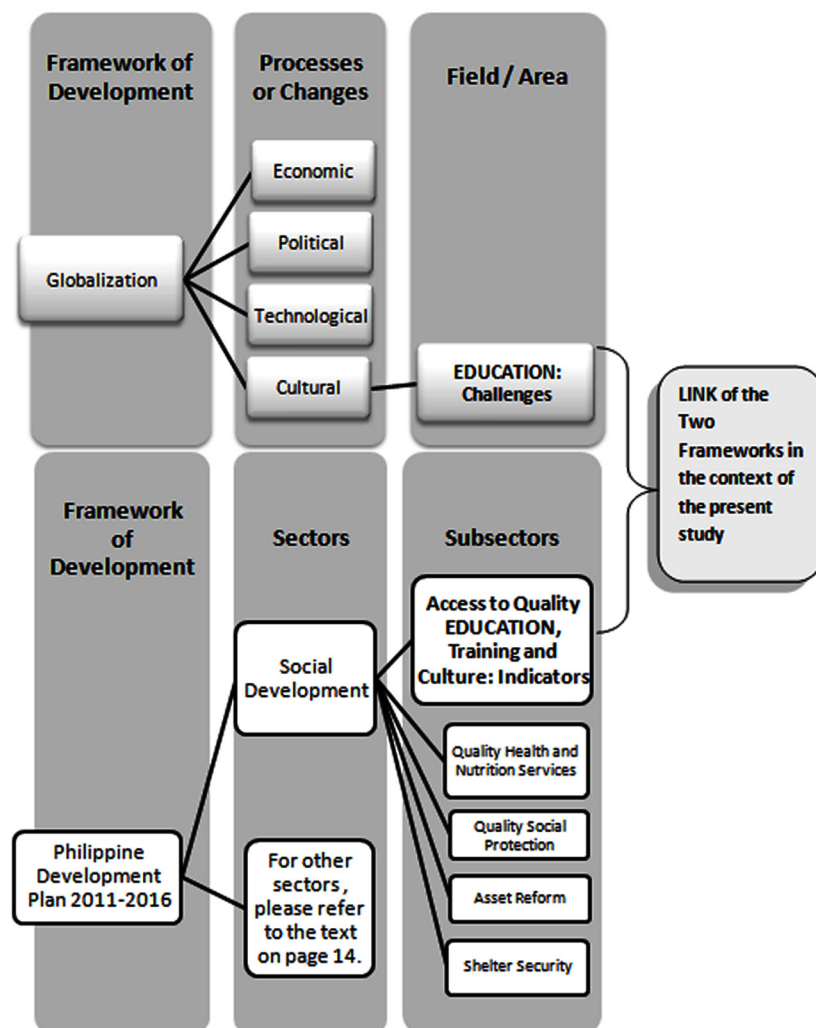 Framework of
Development
Processes
or Changes
Field / Area
Economic
Political
Globalization
Technological
Cultural
EDUCATION:
Challenges
LINK of the
Two
Frameworks in
the context of
the present
study
Framework
of
Development
Sectors
Subsectors
Social
Development
Access to Quality
EDUCATION,
Training and
Culture: Indicators
Quality Health and
Nutrition Services
Quality Social
Protection
Philippine
Development
Plan 2011-2016
For other
sectors ,
please refer
to the text
on page 14.
Asset Reform
Shelter Security